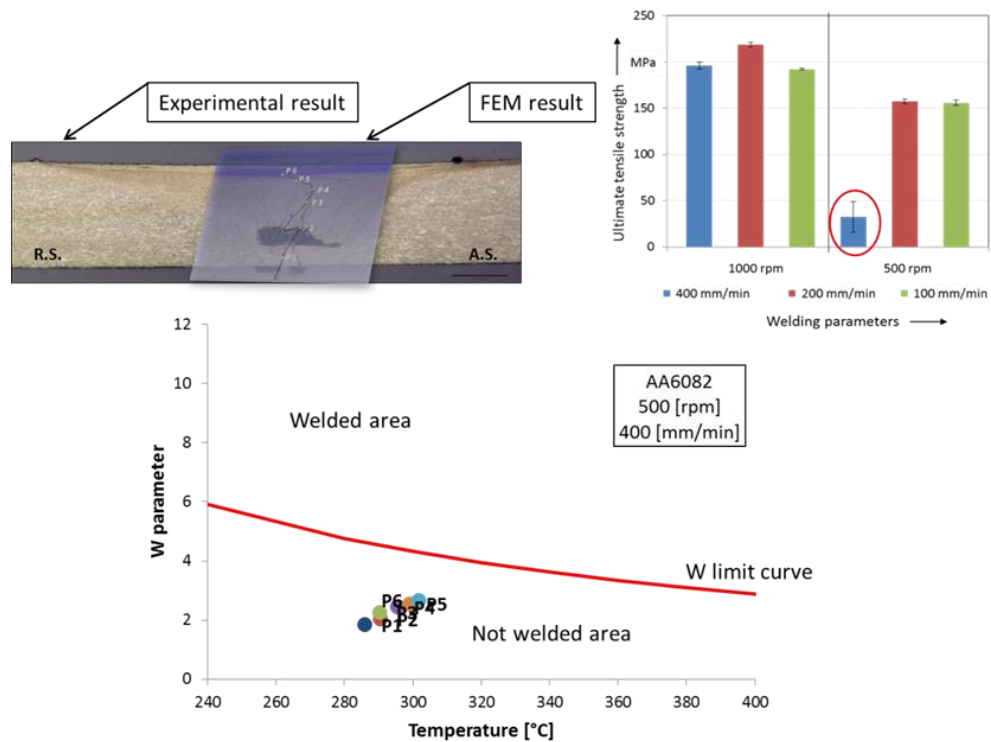 Experimental result
FEM result
P6
P5
P4
P3
R.S.
A.S.
Ultimate tensile strength
250
MPa
150
100
50
0
1000 rpm
500 rpm
400 mm/min
200 mm/min
100 mm/min
Welding parameters
W parameter
12
10
8
6
4
2
0
Welded area
AA6082
500 [rpm]
400 [mm/min]
W limit curve
Not welded area
P6
P5
P4
P3
P2
P1
240
260
280
300
320
340
360
380
400
Temperature [°C]